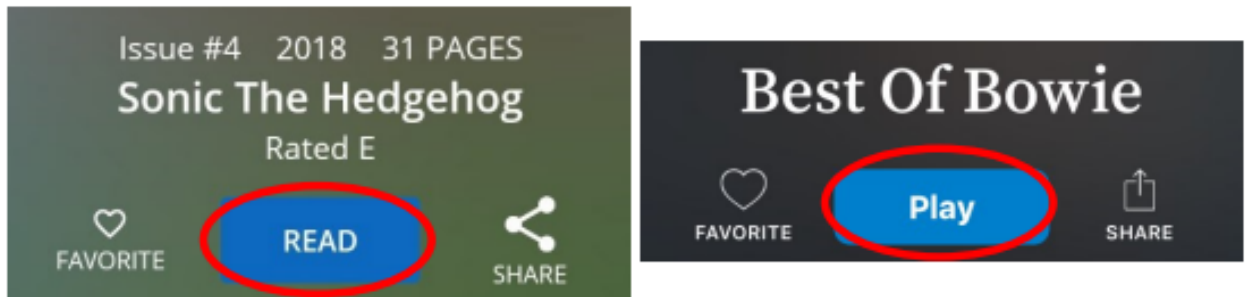 Issue #4 2018 31 PAGES
Sonic The Hedgehog
Rated E
FAVORITE READ SHARE
Best Of Bowie
FAVORITE Play SHARE